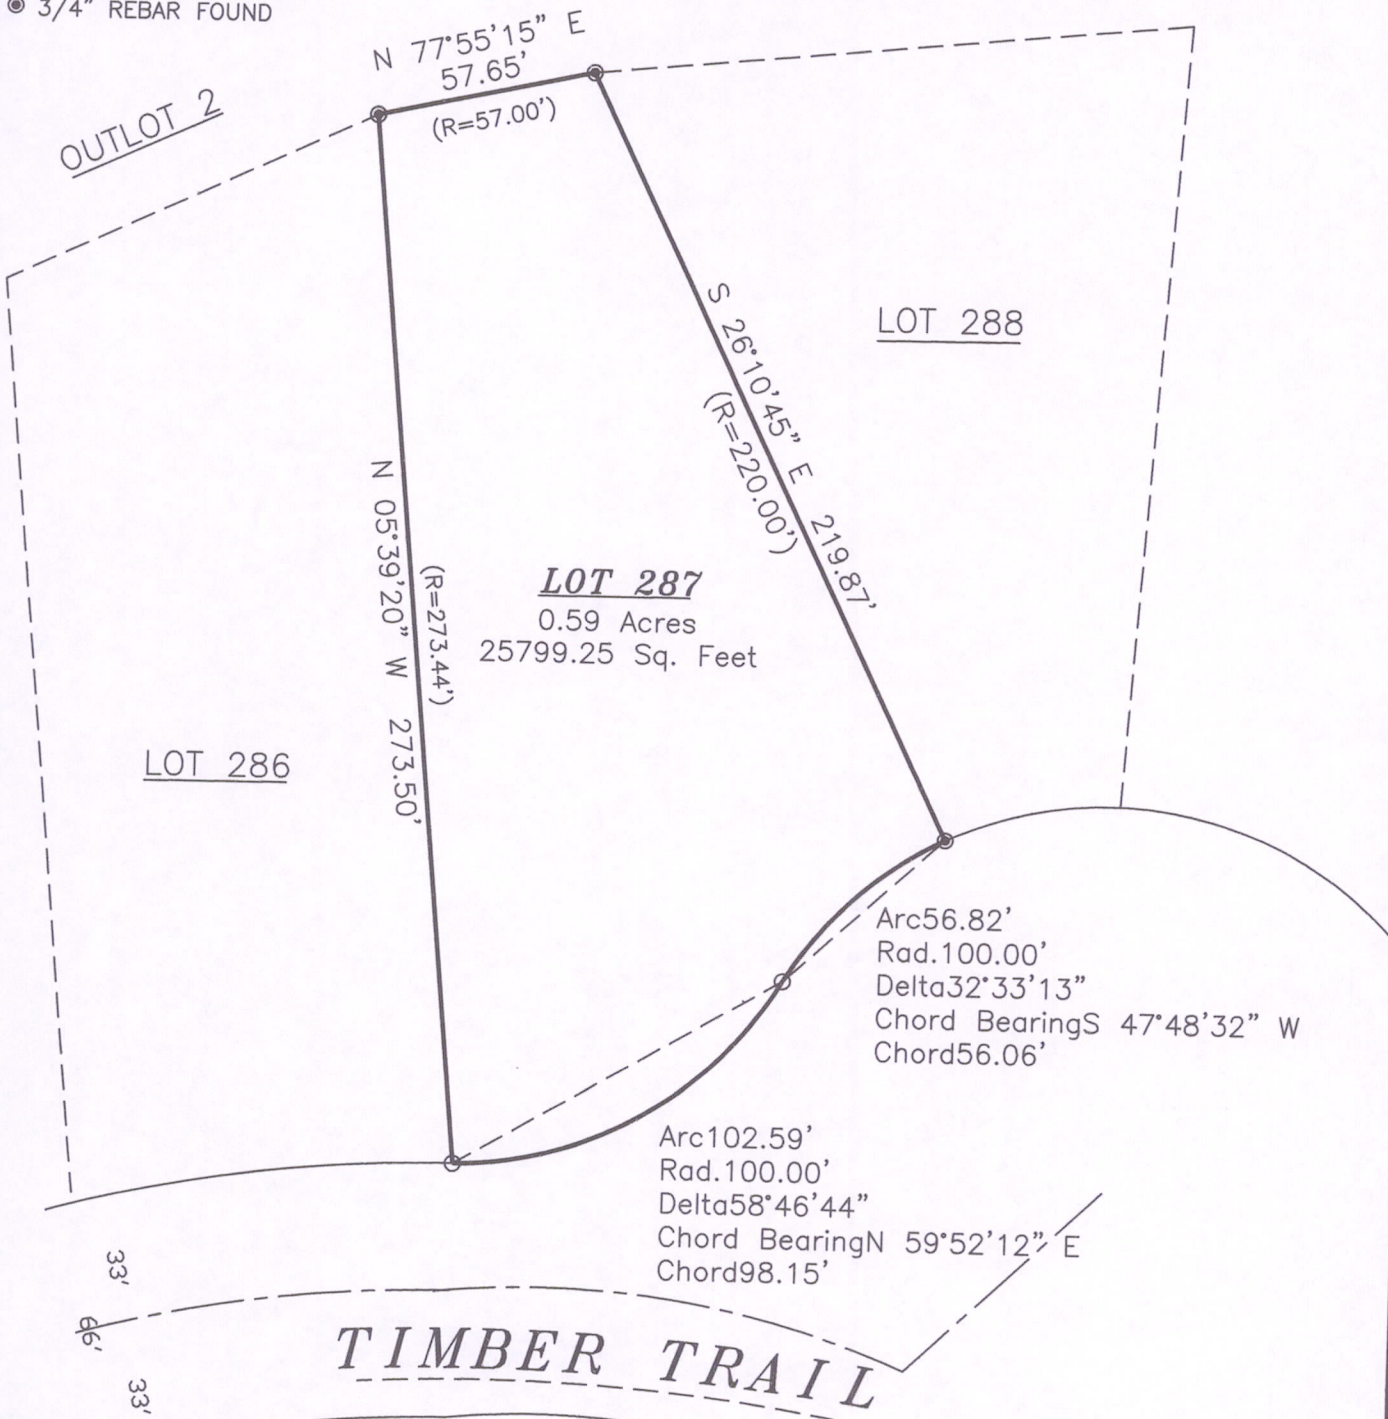 3/4" REBAR FOUND
N 77°55'15" E
57.65'
(R=57.00')
OUTLOT 2
LOT 288
S 26°10'45" E 219.87'
(R=220.00')
N 05°39'20" W 273.50'
(R=273.44')
LOT 287
0.59 Acres
25799.25 Sq. Feet
LOT 286
Arc56.82'
Rad.100.00'
Delta32°33'13"
Chord BearingS 47°48'32" W
Chord56.06'
Arc102.59'
Rad.100.00'
Delta58°46'44"
Chord BearingN 59°52'12" E
Chord98.15'
33'
66'
33'
TIMBER TRAIL